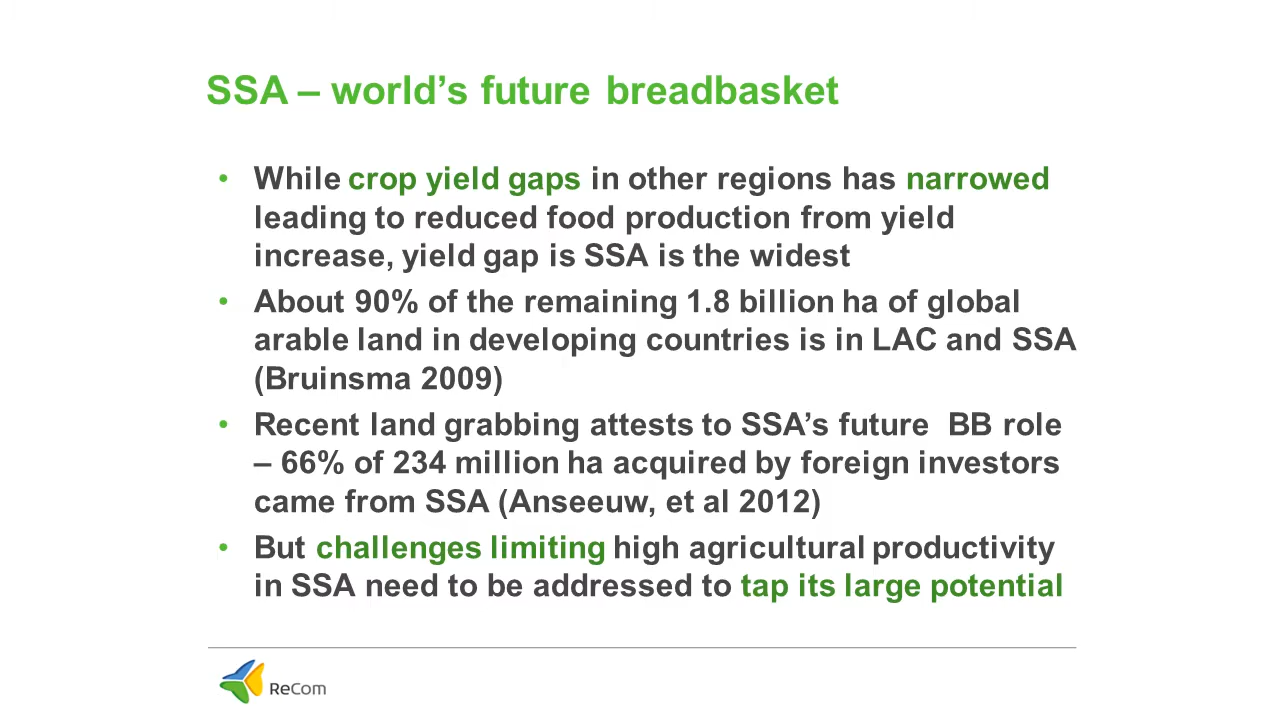 SSA – world’s future breadbasket
• While crop yield gaps in other regions has narrowed
leading to reduced food production from yield
increase, yield gap is SSA is the widest
• About 90% of the remaining 1.8 billion ha of global
arable land in developing countries is in LAC and SSA
(Bruinsma 2009)
• Recent land grabbing attests to SSA’s future  BB role
– 66% of 234 million ha acquired by foreign investors
came from SSA (Anseeuw, et al 2012)
• But challenges limiting high agricultural productivity
in SSA need to be addressed to tap its large potential
ReCom